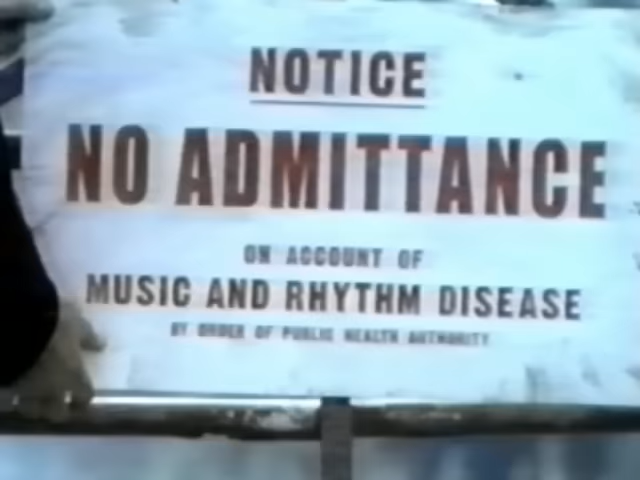 NOTICE
NO ADMITTANCE
ON ACCOUNT OF
MUSIC AND RHYTHM DISEASE
BY ORDER OF PUBLIC HEALTH AUTHORITY